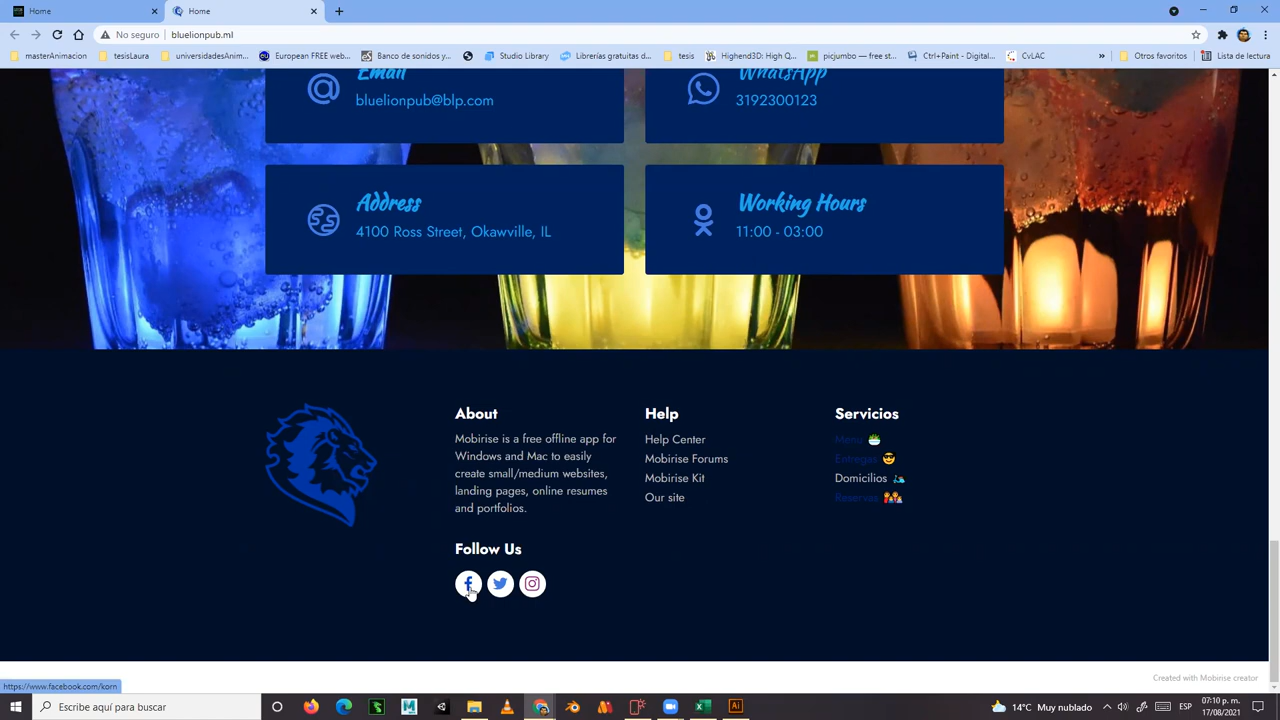 Home
Home
No seguro
bluelionpub.ml
masterAnimacion
tesisLaura
universidadesAnim...
European FREE web...
Banco de sonidos y...
Studio Library
Librerías gratuitas d...
tesis
Highend3D: High Q...
picjumbo — free st...
Ctrl+Paint - Digital...
CvLAC
»
Otros favoritos
Lista de lectura
Email
bluelionpub@blp.com
WhatsApp
3192300123
Address
4100 Ross Street, Okawville, IL
Working Hours
11:00 - 03:00
About
Mobirise is a free offline app for
Windows and Mac to easily
create small/medium websites,
landing pages, online resumes
and portfolios.
Follow Us
Help
Help Center
Mobirise Forums
Mobirise Kit
Our site
Servicios
Menu 🥗
Entregas 😎
Domicilios 🛵
Reservas 👨‍👩‍👧‍👦
Created with Mobirise creator
https://www.facebook.com/korn
Escribe aquí para buscar
14°C Muy nublado
ESP
07:10 p. m.
17/08/2021